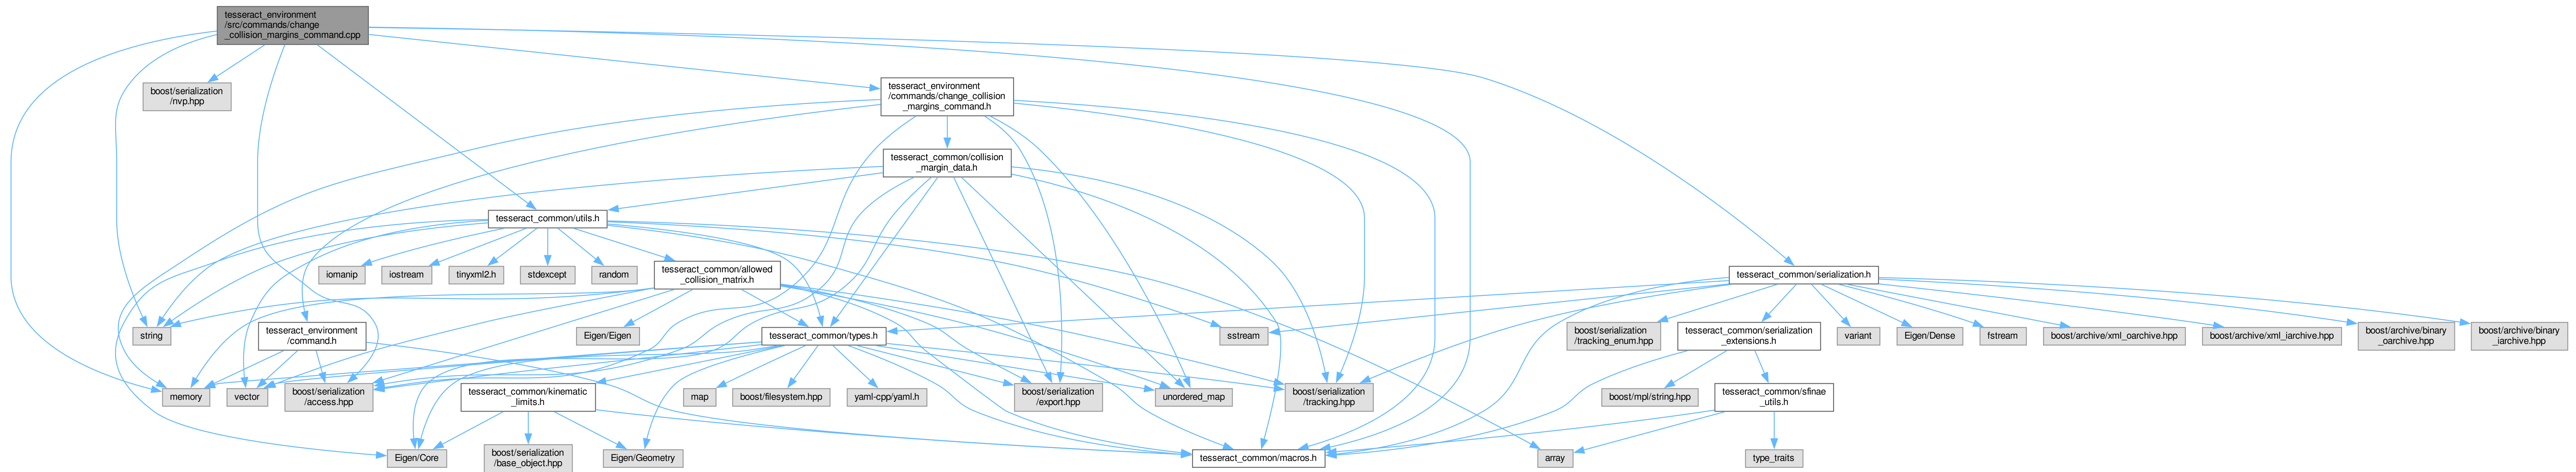 tesseract_environment
/src/commands/change
_collision_margins_command.cpp
boost/serialization
/nvp.hpp
tesseract_environment
/commands/change_collision
_margins_command.h
tesseract_common/collision
_margin_data.h
tesseract_common/utils.h
iomanip
iostream
tinyxml2.h
stdexcept
random
tesseract_common/allowed
_collision_matrix.h
tesseract_common/serialization.h
string
tesseract_environment
/command.h
Eigen/Eigen
tesseract_common/types.h
sstream
boost/serialization
/tracking_enum.hpp
tesseract_common/serialization
_extensions.h
variant
Eigen/Dense
fstream
boost/archive/xml_oarchive.hpp
boost/archive/xml_iarchive.hpp
boost/archive/binary
_oarchive.hpp
boost/archive/binary
_iarchive.hpp
memory
vector
boost/serialization
/access.hpp
tesseract_common/kinematic
_limits.h
map
boost/filesystem.hpp
yaml-cpp/yaml.h
boost/serialization
/export.hpp
unordered_map
boost/serialization
/tracking.hpp
boost/mpl/string.hpp
tesseract_common/sfinae
_utils.h
Eigen/Core
boost/serialization
/base_object.hpp
Eigen/Geometry
tesseract_common/macros.h
array
type_traits